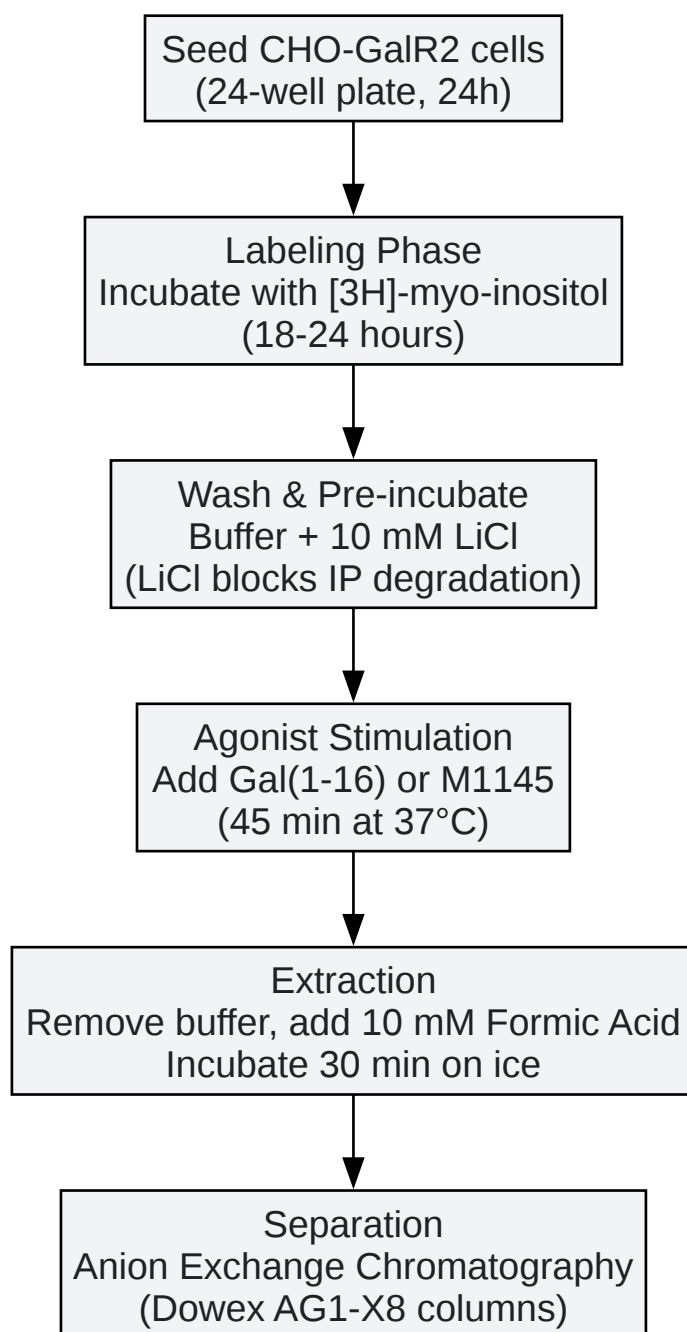 Seed CHO-GalR2 cells
(24-well plate, 24h)
Labeling Phase
Incubate with [3H]-myo-inositol
(18-24 hours)
Wash & Pre-incubate
Buffer + 10 mM LiCl
(LiCl blocks IP degradation)
Agonist Stimulation
Add Gal(1-16) or M1145
(45 min at 37°C)
Extraction
Remove buffer, add 10 mM Formic Acid
Incubate 30 min on ice
Separation
Anion Exchange Chromatography
(Dowex AG1-X8 columns)